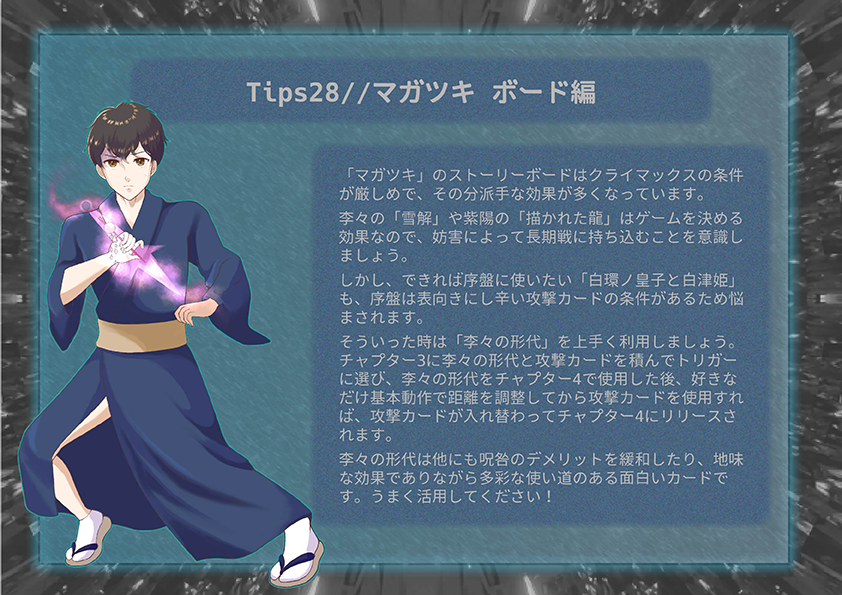 Tips28//マガツキ ボード編
「マガツキ」のストーリーボードはクライマックスの条件
が厳しめで、その分派手な効果が多くなっています。
李々の「雪解」や紫陽の「描かれた龍」はゲームを決める
効果なので、妨害によって長期戦に持ち込むことを意識し
ましょう。
しかし、できれば序盤に使いたい「白環ノ皇子と白津姫」
も、序盤は表向きにし辛い攻撃カードの条件があるため悩
まされます。
そういった時は「李々の形代」を上手く利用しましょう。
チャプター3に李々の形代と攻撃カードを積んでトリガー
に選び、李々の形代をチャプター4で使用した後、好きな
だけ基本動作で距離を調整してから攻撃カードを使用すれ
ば、攻撃カードが入れ替わってチャプター4にリリースさ
れます。
李々の形代は他にも呪咎のデメリットを緩和したり、地味
な効果でありながら多彩な使い道のある面白いカードで
す。うまく活用してください！